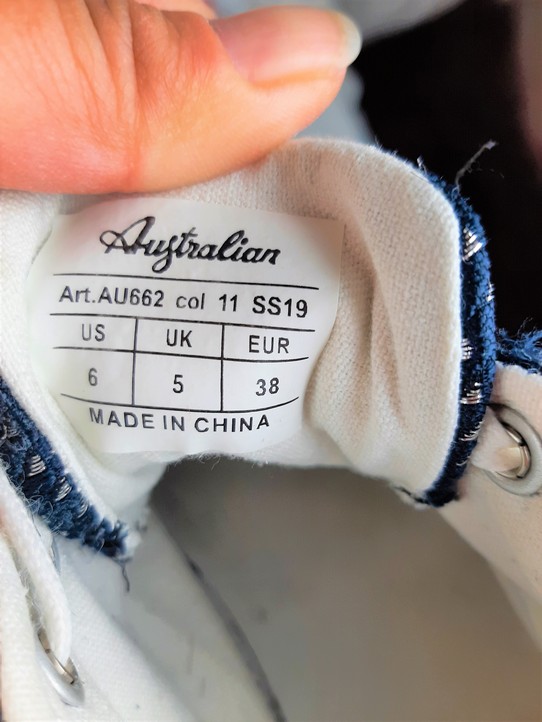 Australian
Art.AU662 col 11 SS19
US UK EUR
6 5 38
MADE IN CHINA